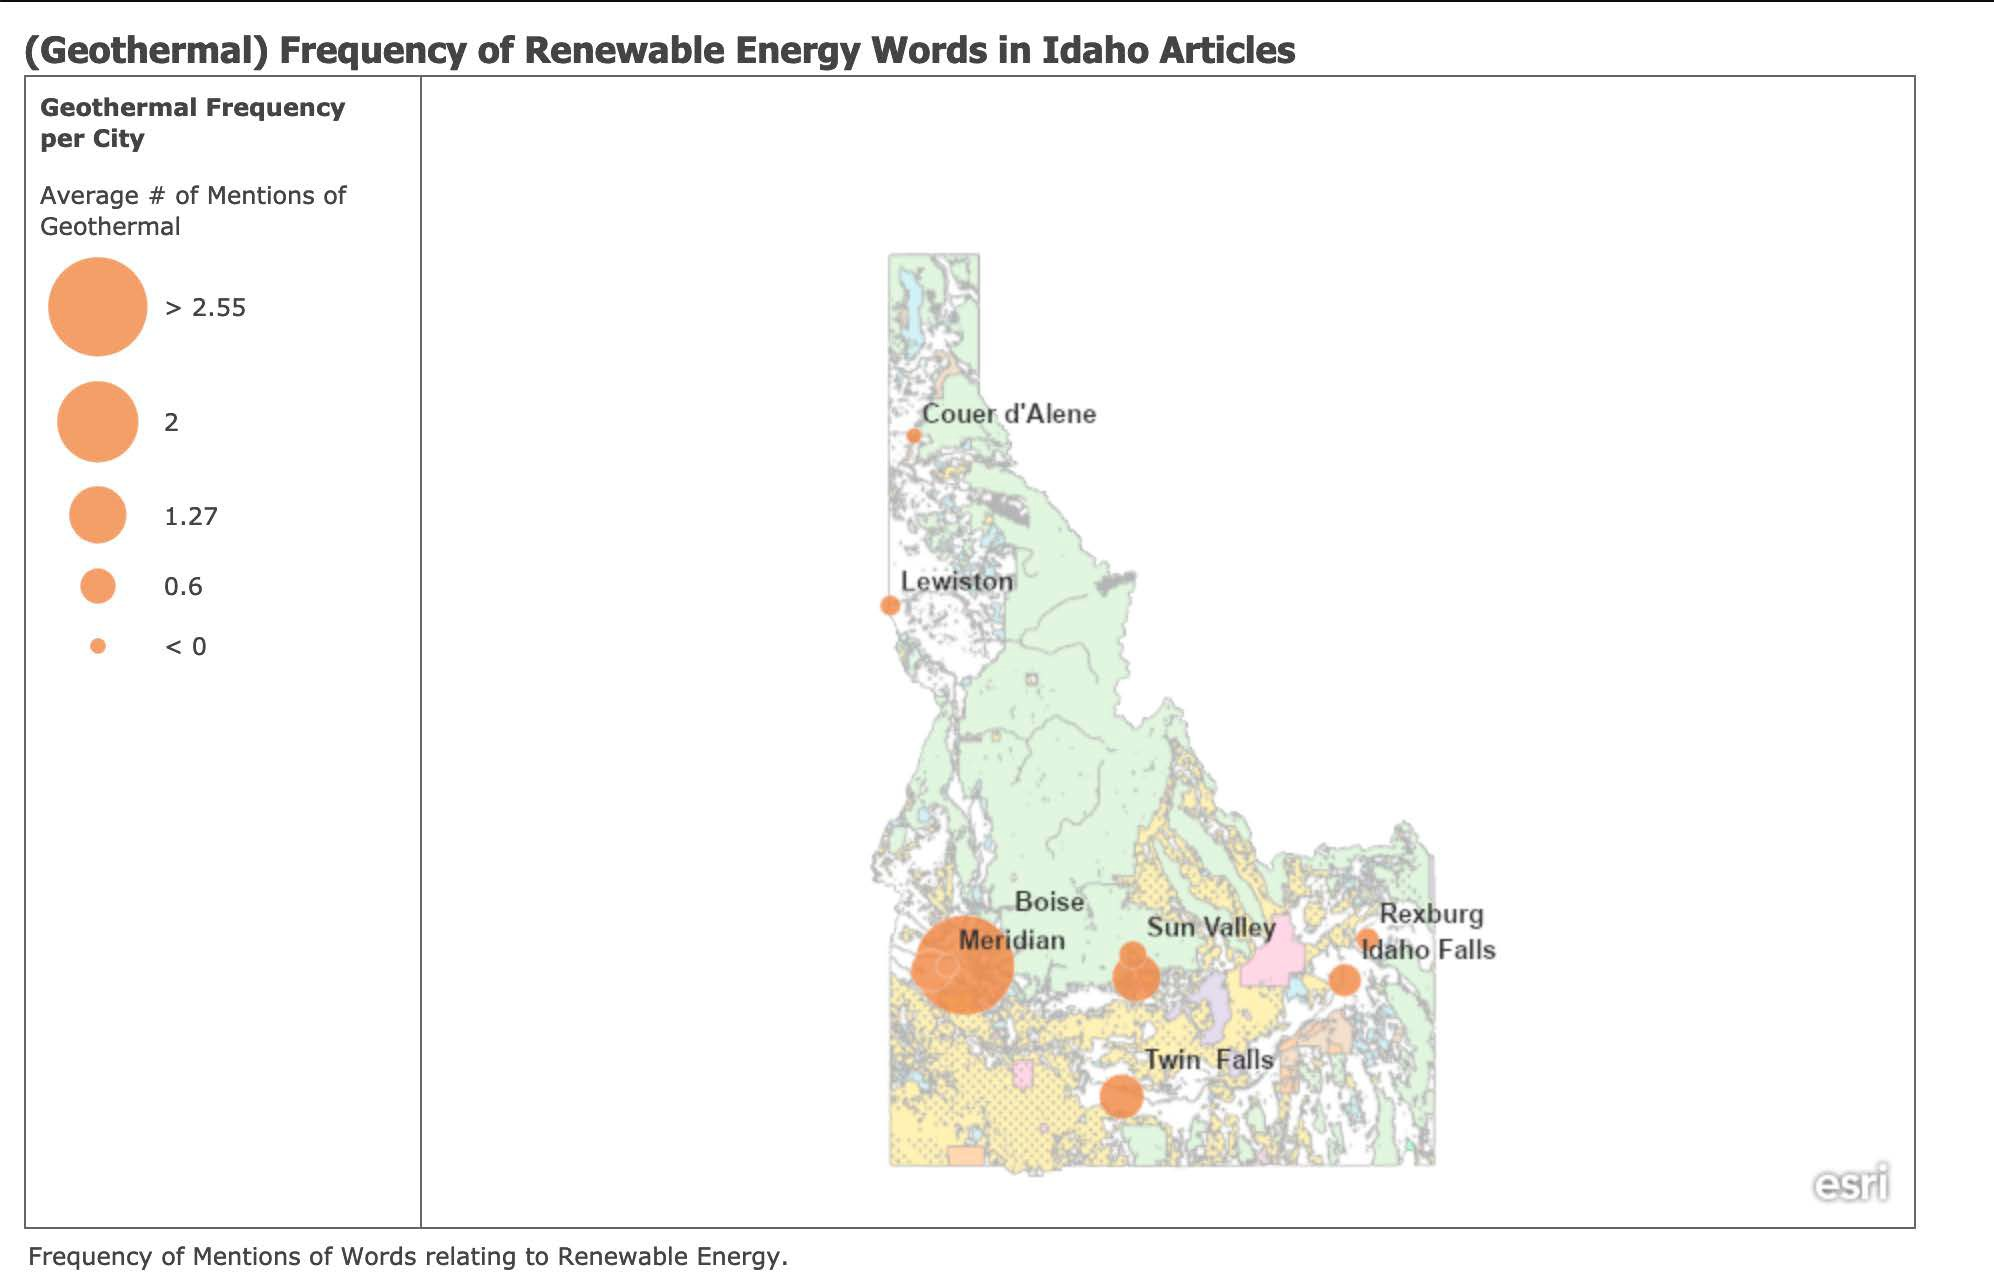 (Geothermal) Frequency of Renewable Energy Words in Idaho Articles
Geothermal Frequency
per City
Average # of Mentions of
Geothermal
> 2.55
2
1.27
0.6
< 0
Couer d'Alene
Lewiston
Boise
Meridian
Sun Valley
Rexburg
Idaho Falls
Twin Falls
esri
Frequency of Mentions of Words relating to Renewable Energy.